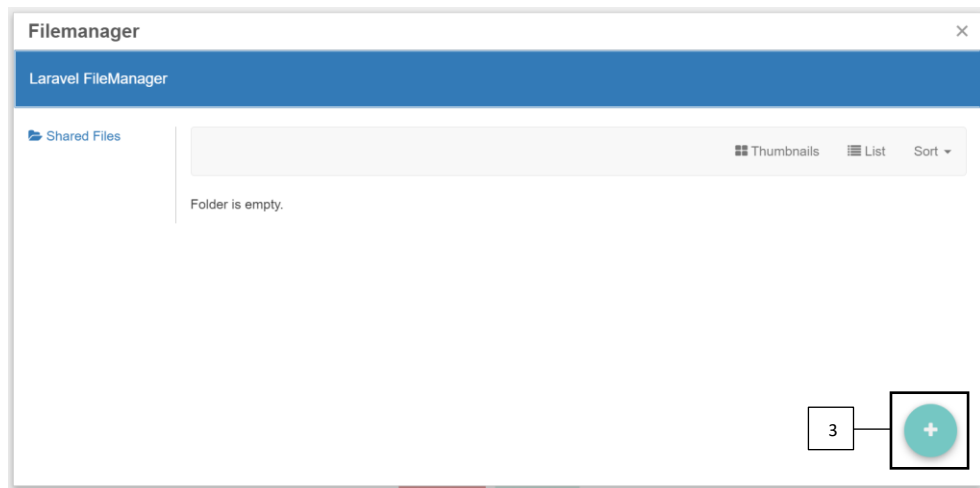 Filemanager
Laravel FileManager
Shared Files
Thumbnails List Sort
Folder is empty.
3